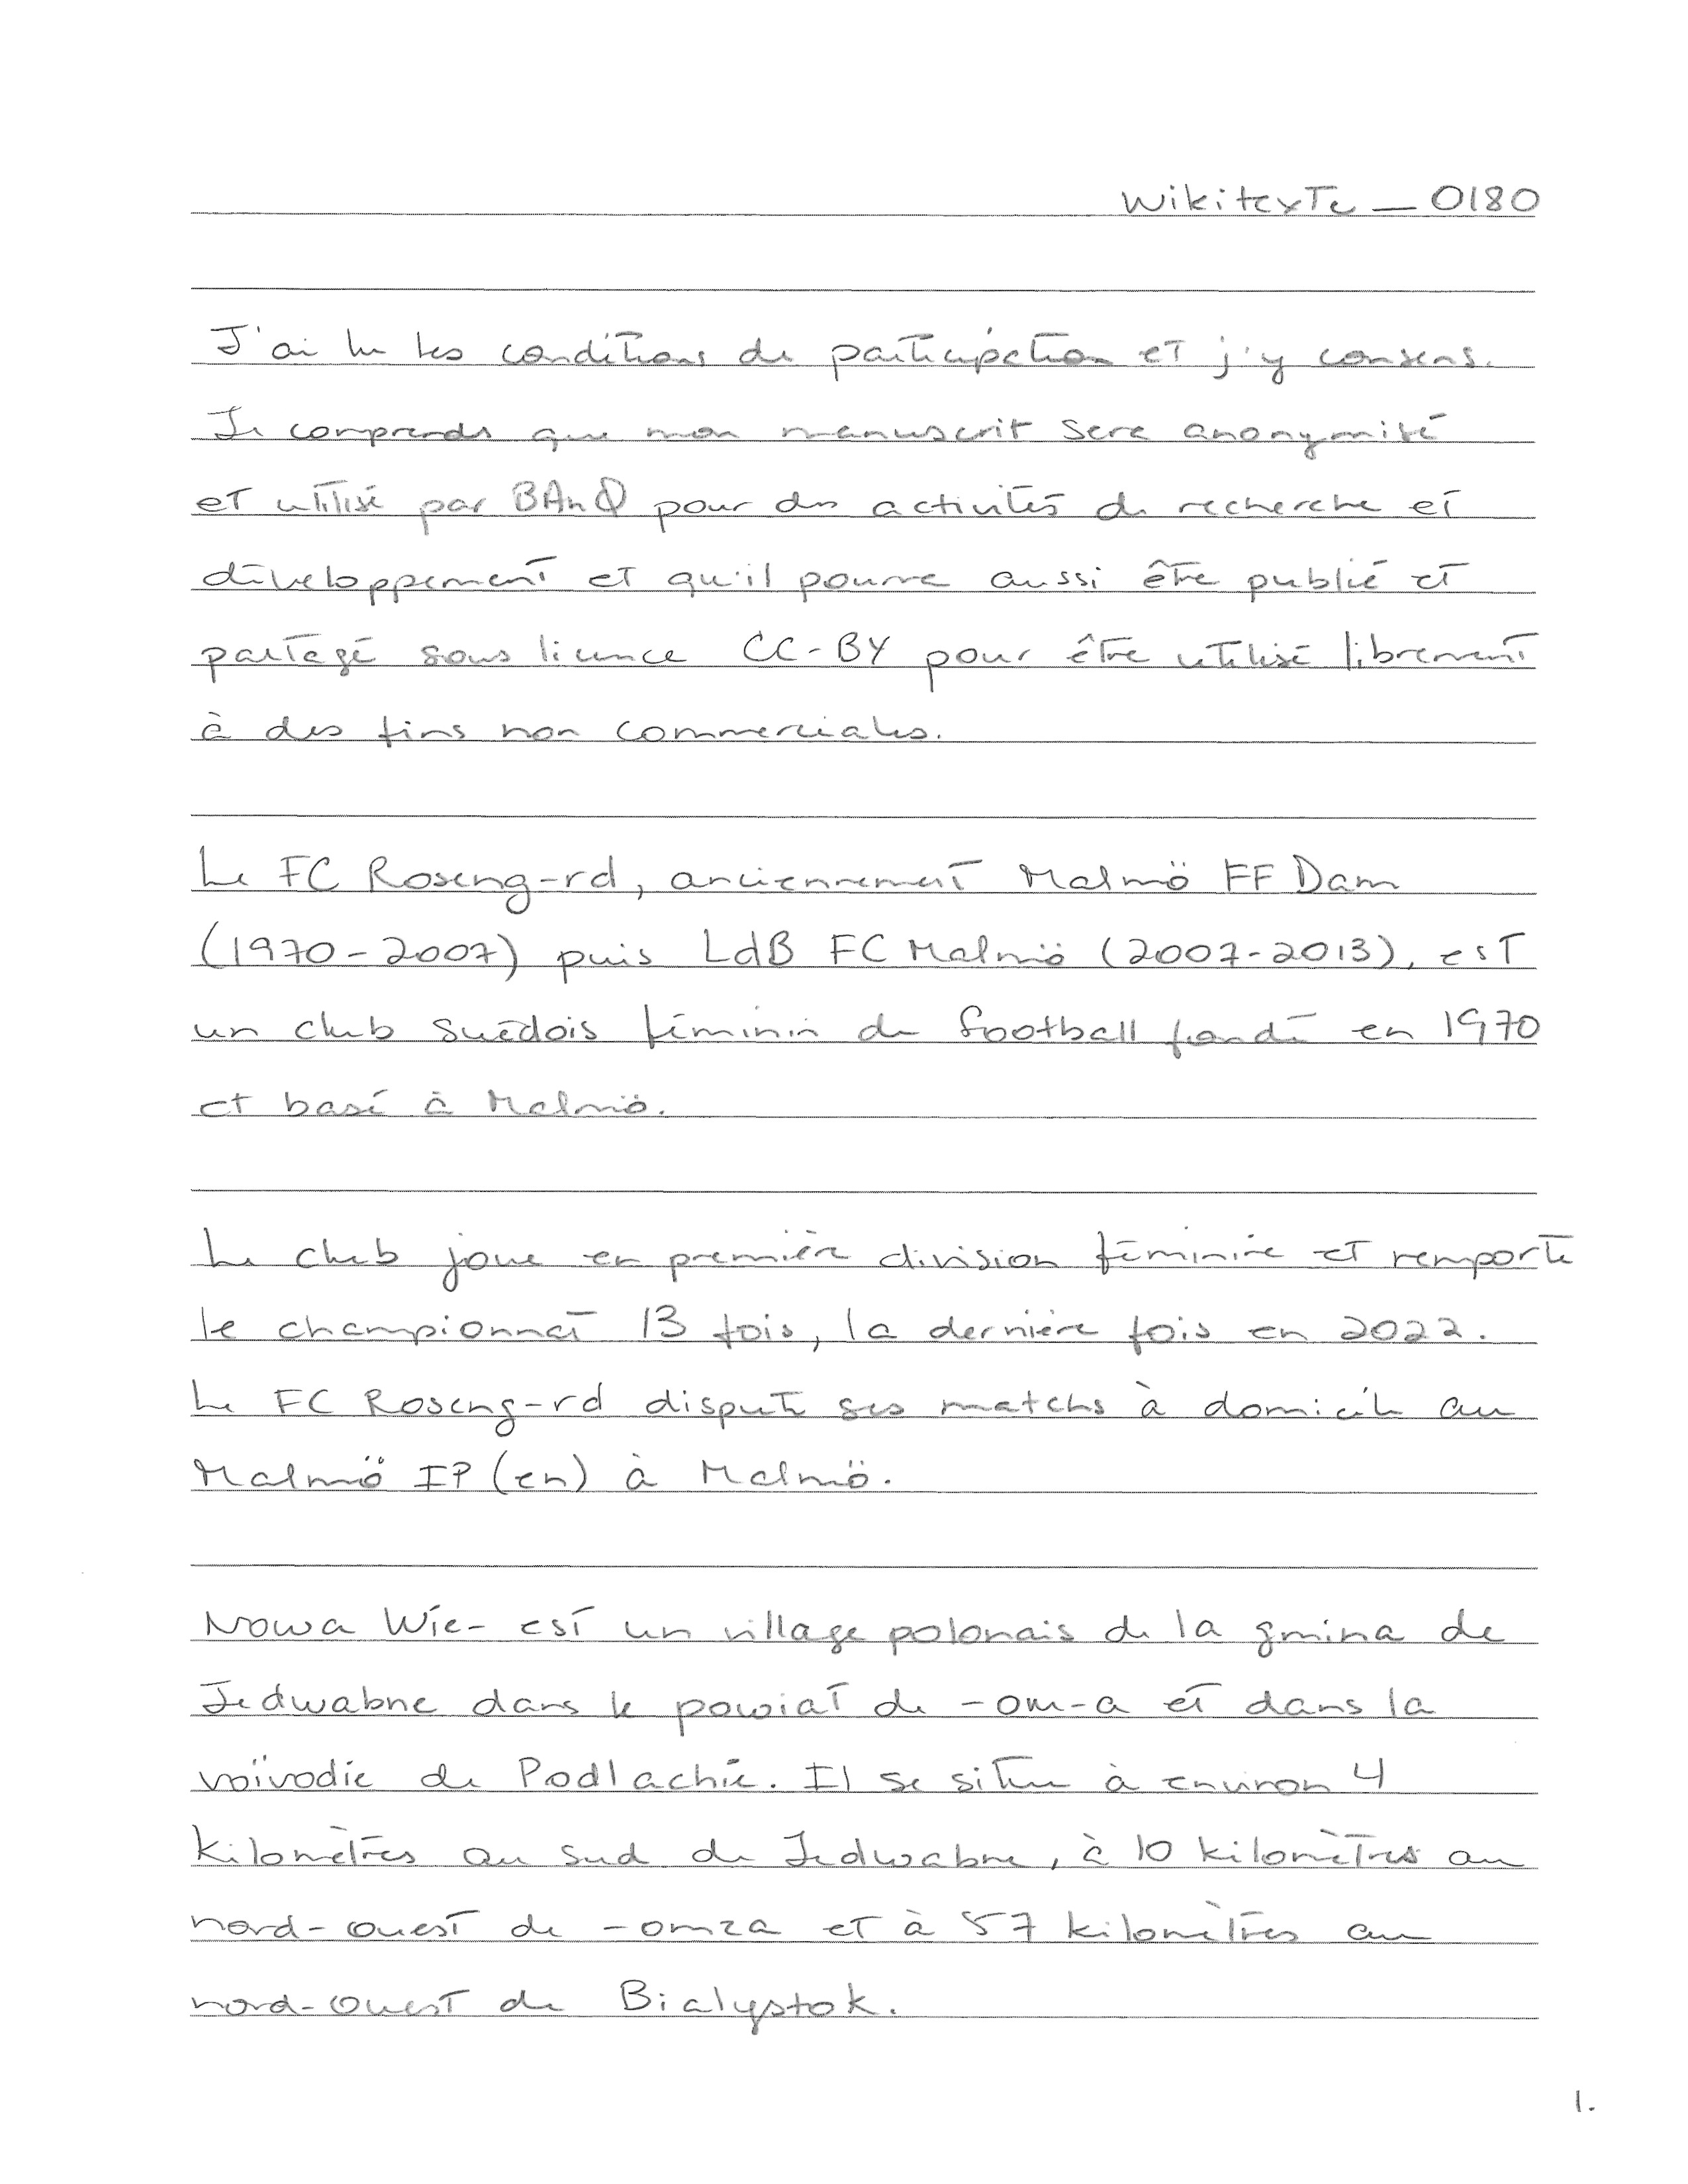 Wikitexte_0180
J'ai lu les conditions de participation et j'y consens.
Je comprends que mon manuscrit sera anonymisé
et utilisé par BAnQ pour des activités de recherche et
développement et qu'il pourra aussi être publié et
partagé sous licence CC-BY pour être utilisé librement
à des fins non commerciales.
Le FC Roseng-rd, anciennement Malmö FF Dam
(1970-2007) puis LdB FC Malmö (2007-2013), est
un club suédois féminin de football fondé en 1970
et basé à Malmö.
Le club joue en première division féminine et remporte
le championnat 13 fois, la dernière fois en 2022.
Le FC Roseng-rd dispute ses matchs à domicile au
Malmö IP (en) à Malmö.
Nowa Wie- est un village polonais de la gmina de
Jedwabne dans le powiat de -om-a et dans la
voïvodie de Podlachie. Il se situe à environ 4
kilomètres au sud de Jedwabne, à 10 kilomètres au
nord-ouest de -omza et à 57 kilomètres au
nord-ouest de Bialystok.
1.